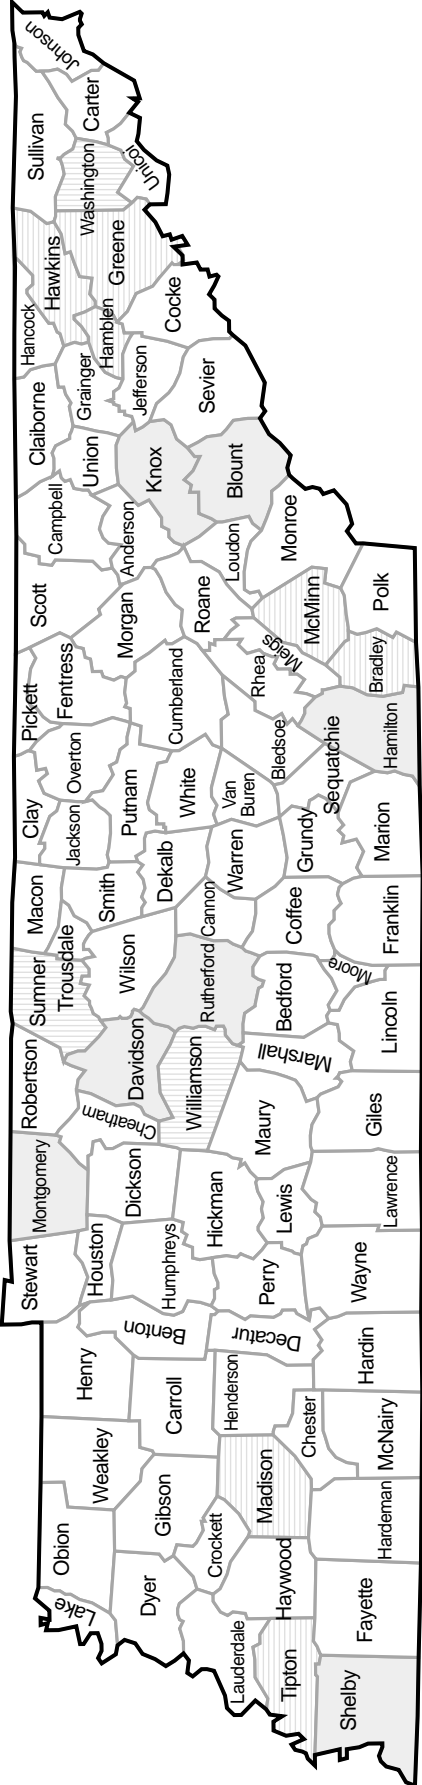 Johnson
Carter
Sullivan
Unicoi
Washington
Greene
Hawkins
Hancock
Hamblen
Cocke
Jefferson
Grainger
Sevier
Claiborne
Union
Knox
Blount
Campbell
Anderson
Loudon
Monroe
Scott
Morgan
Roane
McMinn
Polk
Meigs
Rhea
Bradley
Pickett
Fentress
Cumberland
Bledsoe
Sequatchie
Hamilton
Clay
Overton
Jackson
Putnam
White
Van
Buren
Grundy
Marion
Macon
Smith
Dekalb
Warren
Cannon
Coffee
Franklin
Sumner
Trousdale
Wilson
Rutherford
Bedford
Moore
Lincoln
Robertson
Davidson
Cheatham
Williamson
Marshall
Maury
Giles
Montgomery
Dickson
Hickman
Lewis
Lawrence
Stewart
Houston
Humphreys
Perry
Wayne
Benton
Decatur
Henry
Carroll
Henderson
Hardin
Chester
McNairy
Weakley
Gibson
Madison
Crockett
Hardeman
Obion
Lake
Dyer
Haywood
Fayette
Lauderdale
Tipton
Shelby